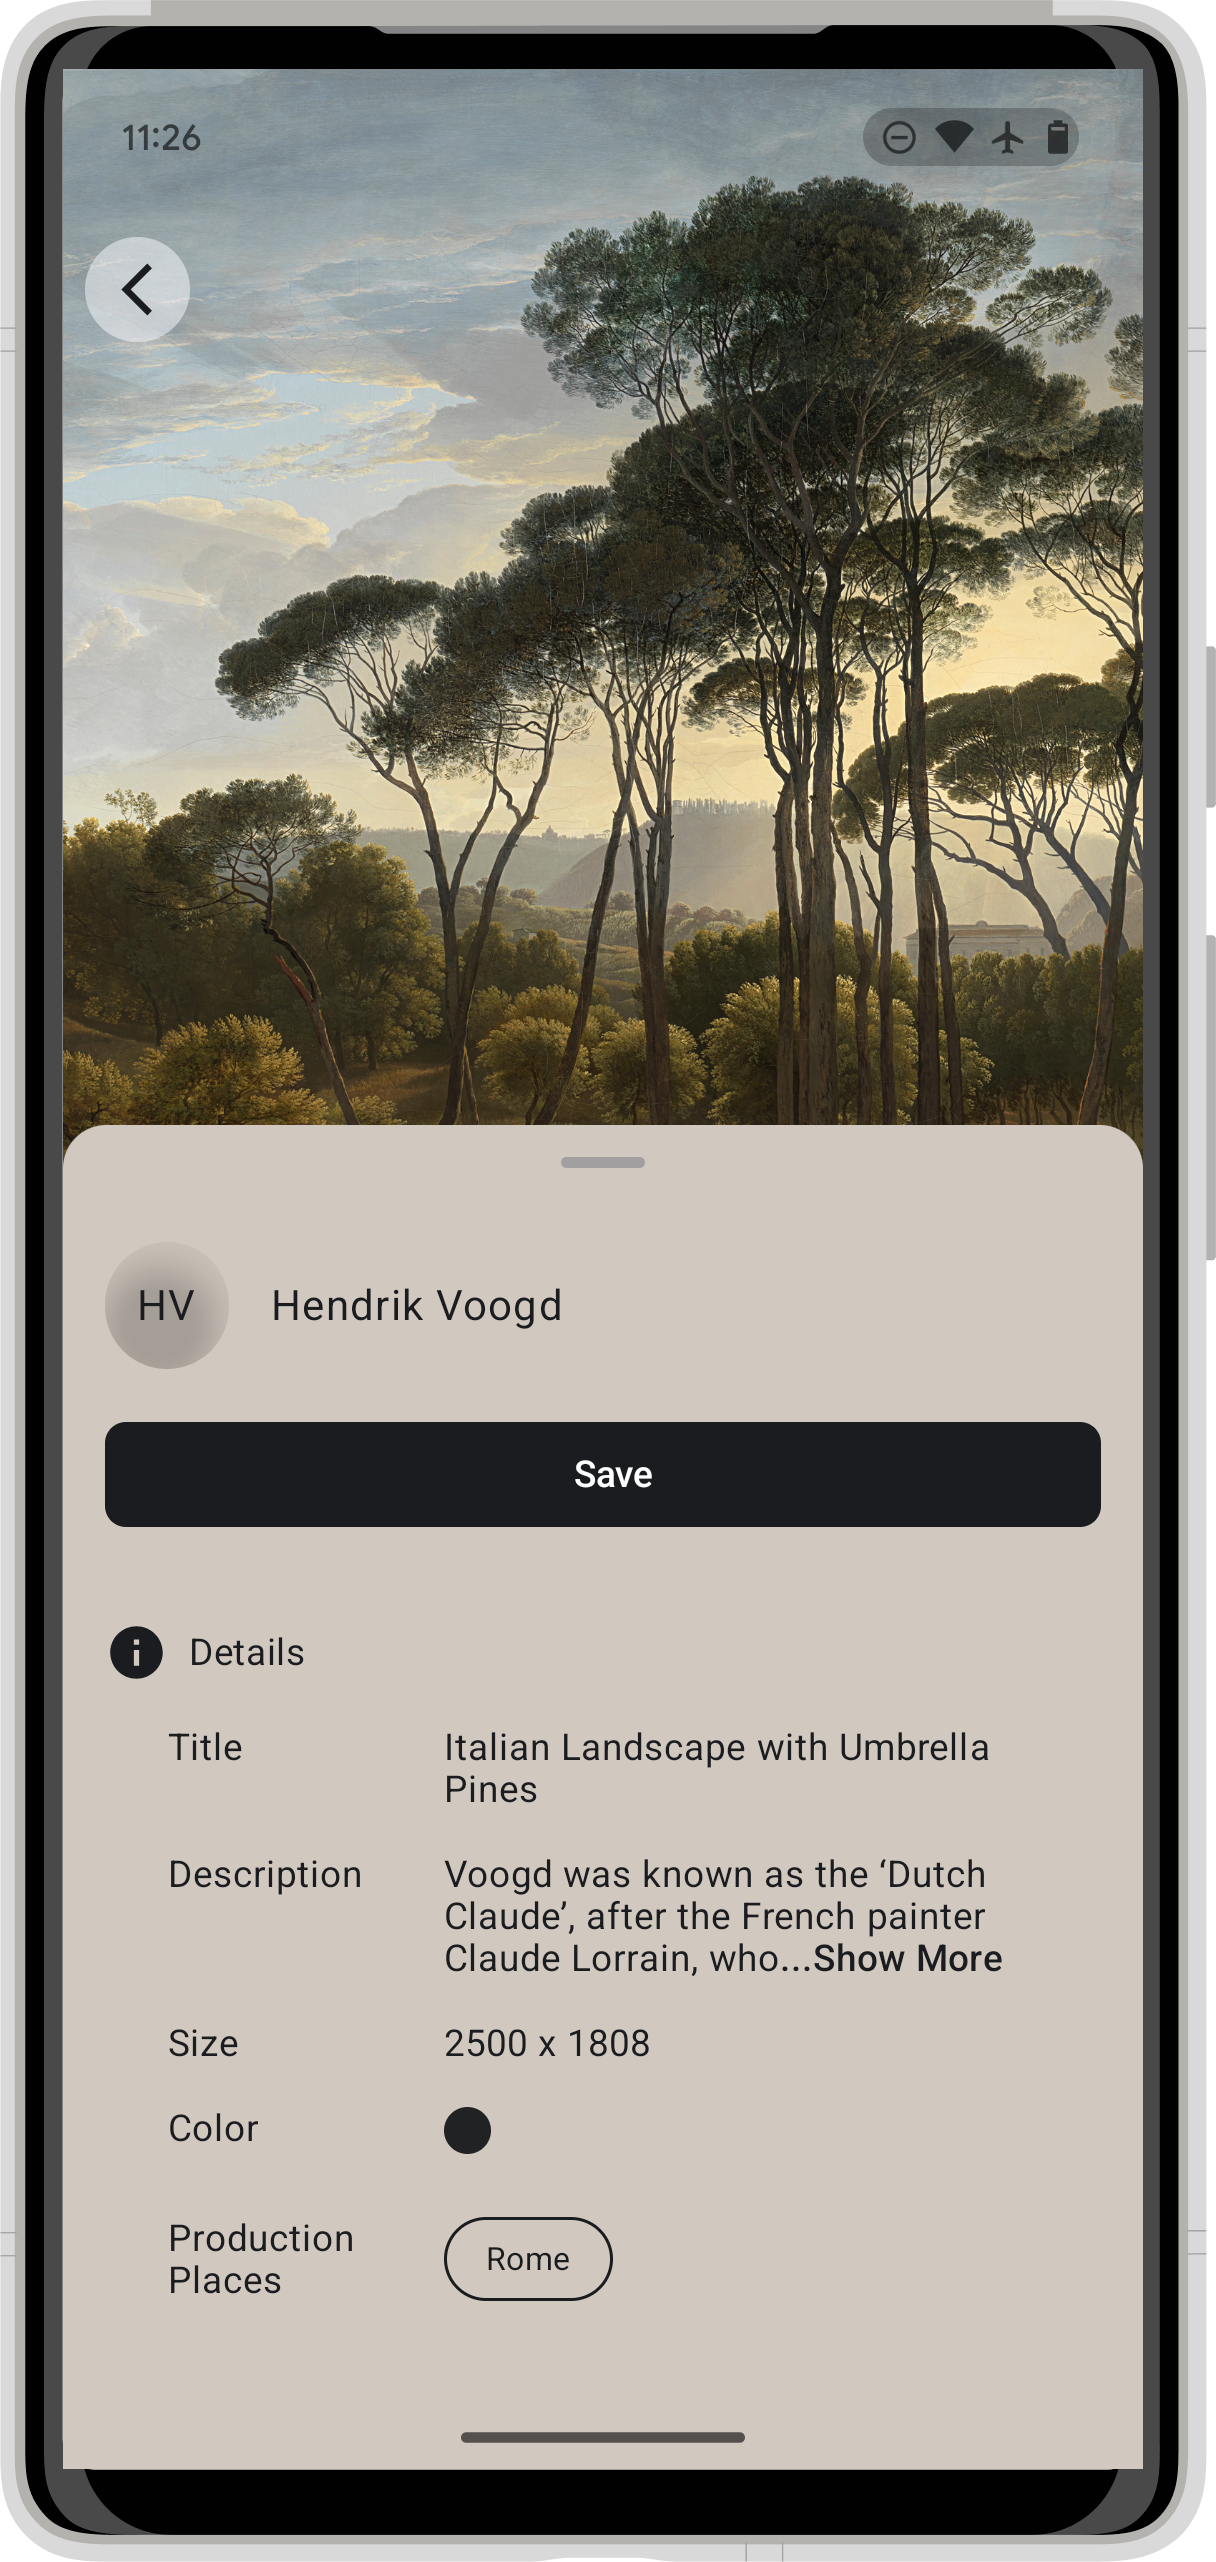 11:26
HV
Hendrik Voogd
Save
Details
Title
Italian Landscape with Umbrella
Pines
Description
Voogd was known as the ‘Dutch
Claude’, after the French painter
Claude Lorrain, who...Show More
Size
2500 x 1808
Color
Production
Places
Rome